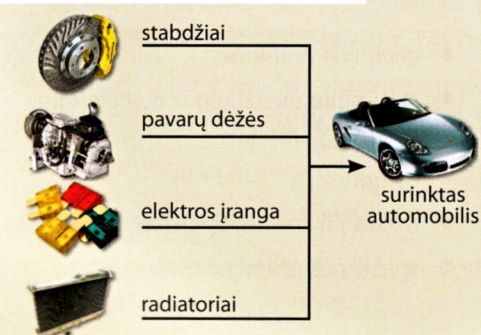 stabdžiai
pavarų dėžės
elektros įranga
radiatoriai
surinktas
automobilis